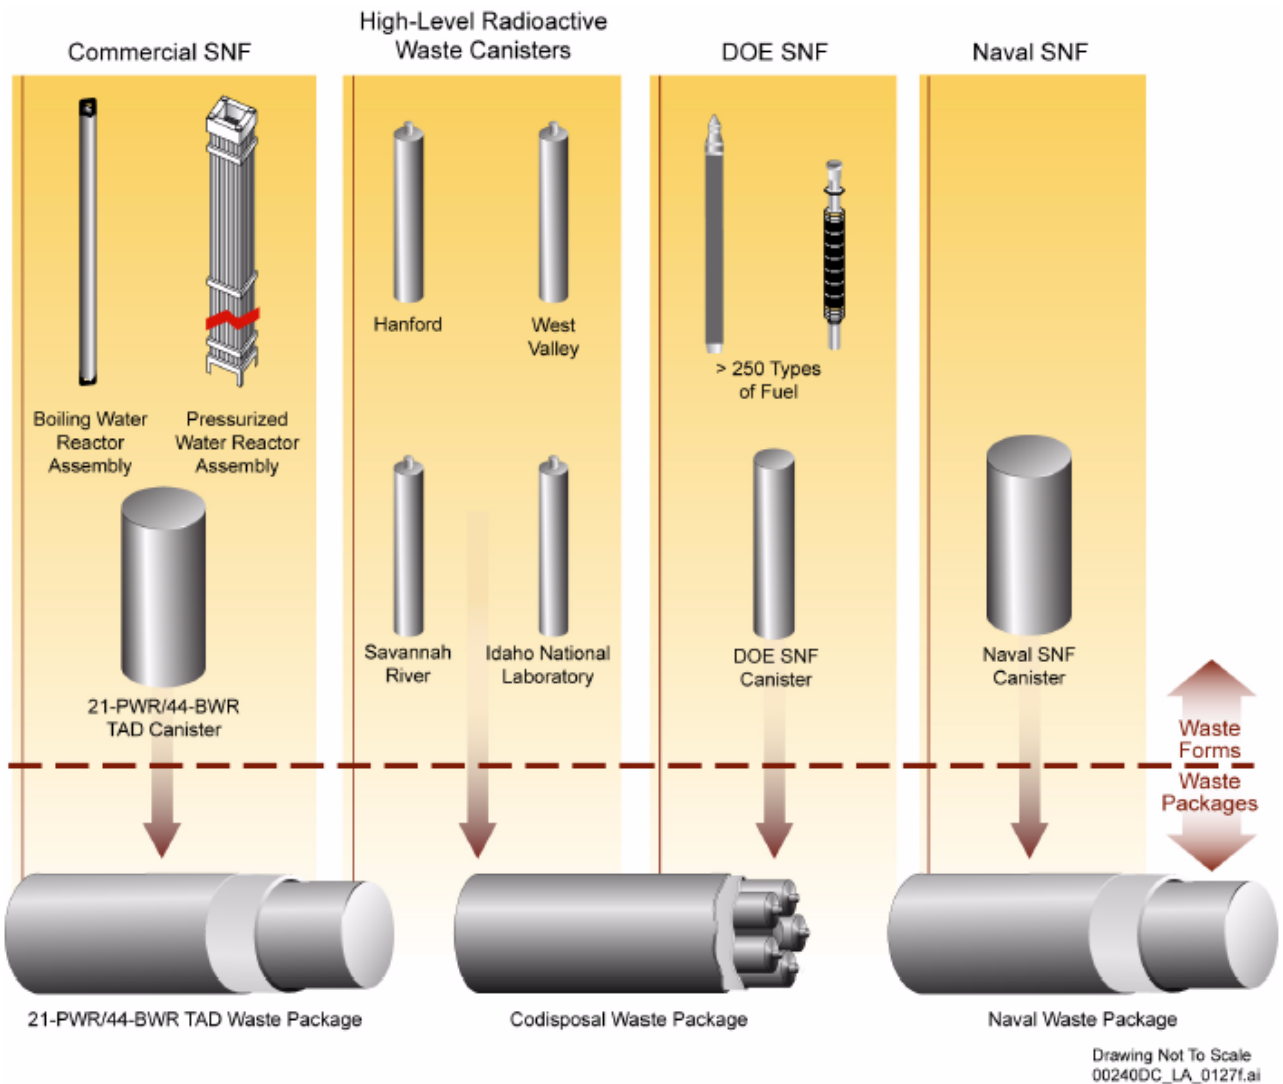 Commercial SNF
High-Level Radioactive
Waste Canisters
DOE SNF
Naval SNF
Boiling Water
Reactor
Assembly
Pressurized
Water Reactor
Assembly
21-PWR/44-BWR
TAD Canister
Hanford
West
Valley
Savannah
River
Idaho National
Laboratory
> 250 Types
of Fuel
DOE SNF
Canister
Naval SNF
Canister
Waste
Forms
Waste
Packages
21-PWR/44-BWR TAD Waste Package
Codisposal Waste Package
Naval Waste Package
Drawing Not To Scale
00240DC_LA_0127f.ai